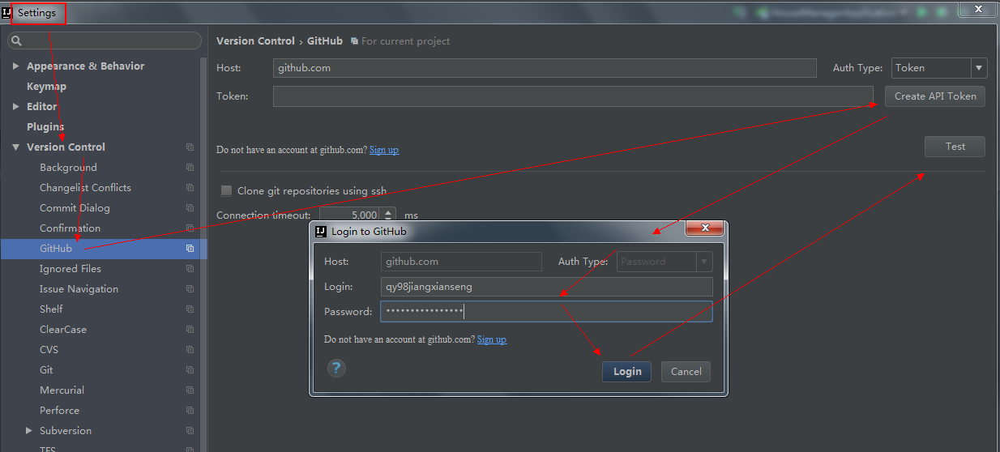 Settings
Version Control › GitHub For current project
Host: github.com Auth Type: Token
Token: Create API Token
Do not have an account at github.com? Sign up
Test
Clone git repositories using ssh
Connection timeout: 5,000 ms
Appearance & Behavior
Keymap
Editor
Plugins
Version Control
Background
Changelist Conflicts
Commit Dialog
Confirmation
GitHub
Ignored Files
Issue Navigation
Shelf
ClearCase
CVS
Git
Mercurial
Perforce
Subversion
TFS
Login to GitHub
Host: github.com Auth Type: Password
Login: qy98jiangxianseng
Password: ••••••••••••••••
Do not have an account at github.com? Sign up
? Login Cancel